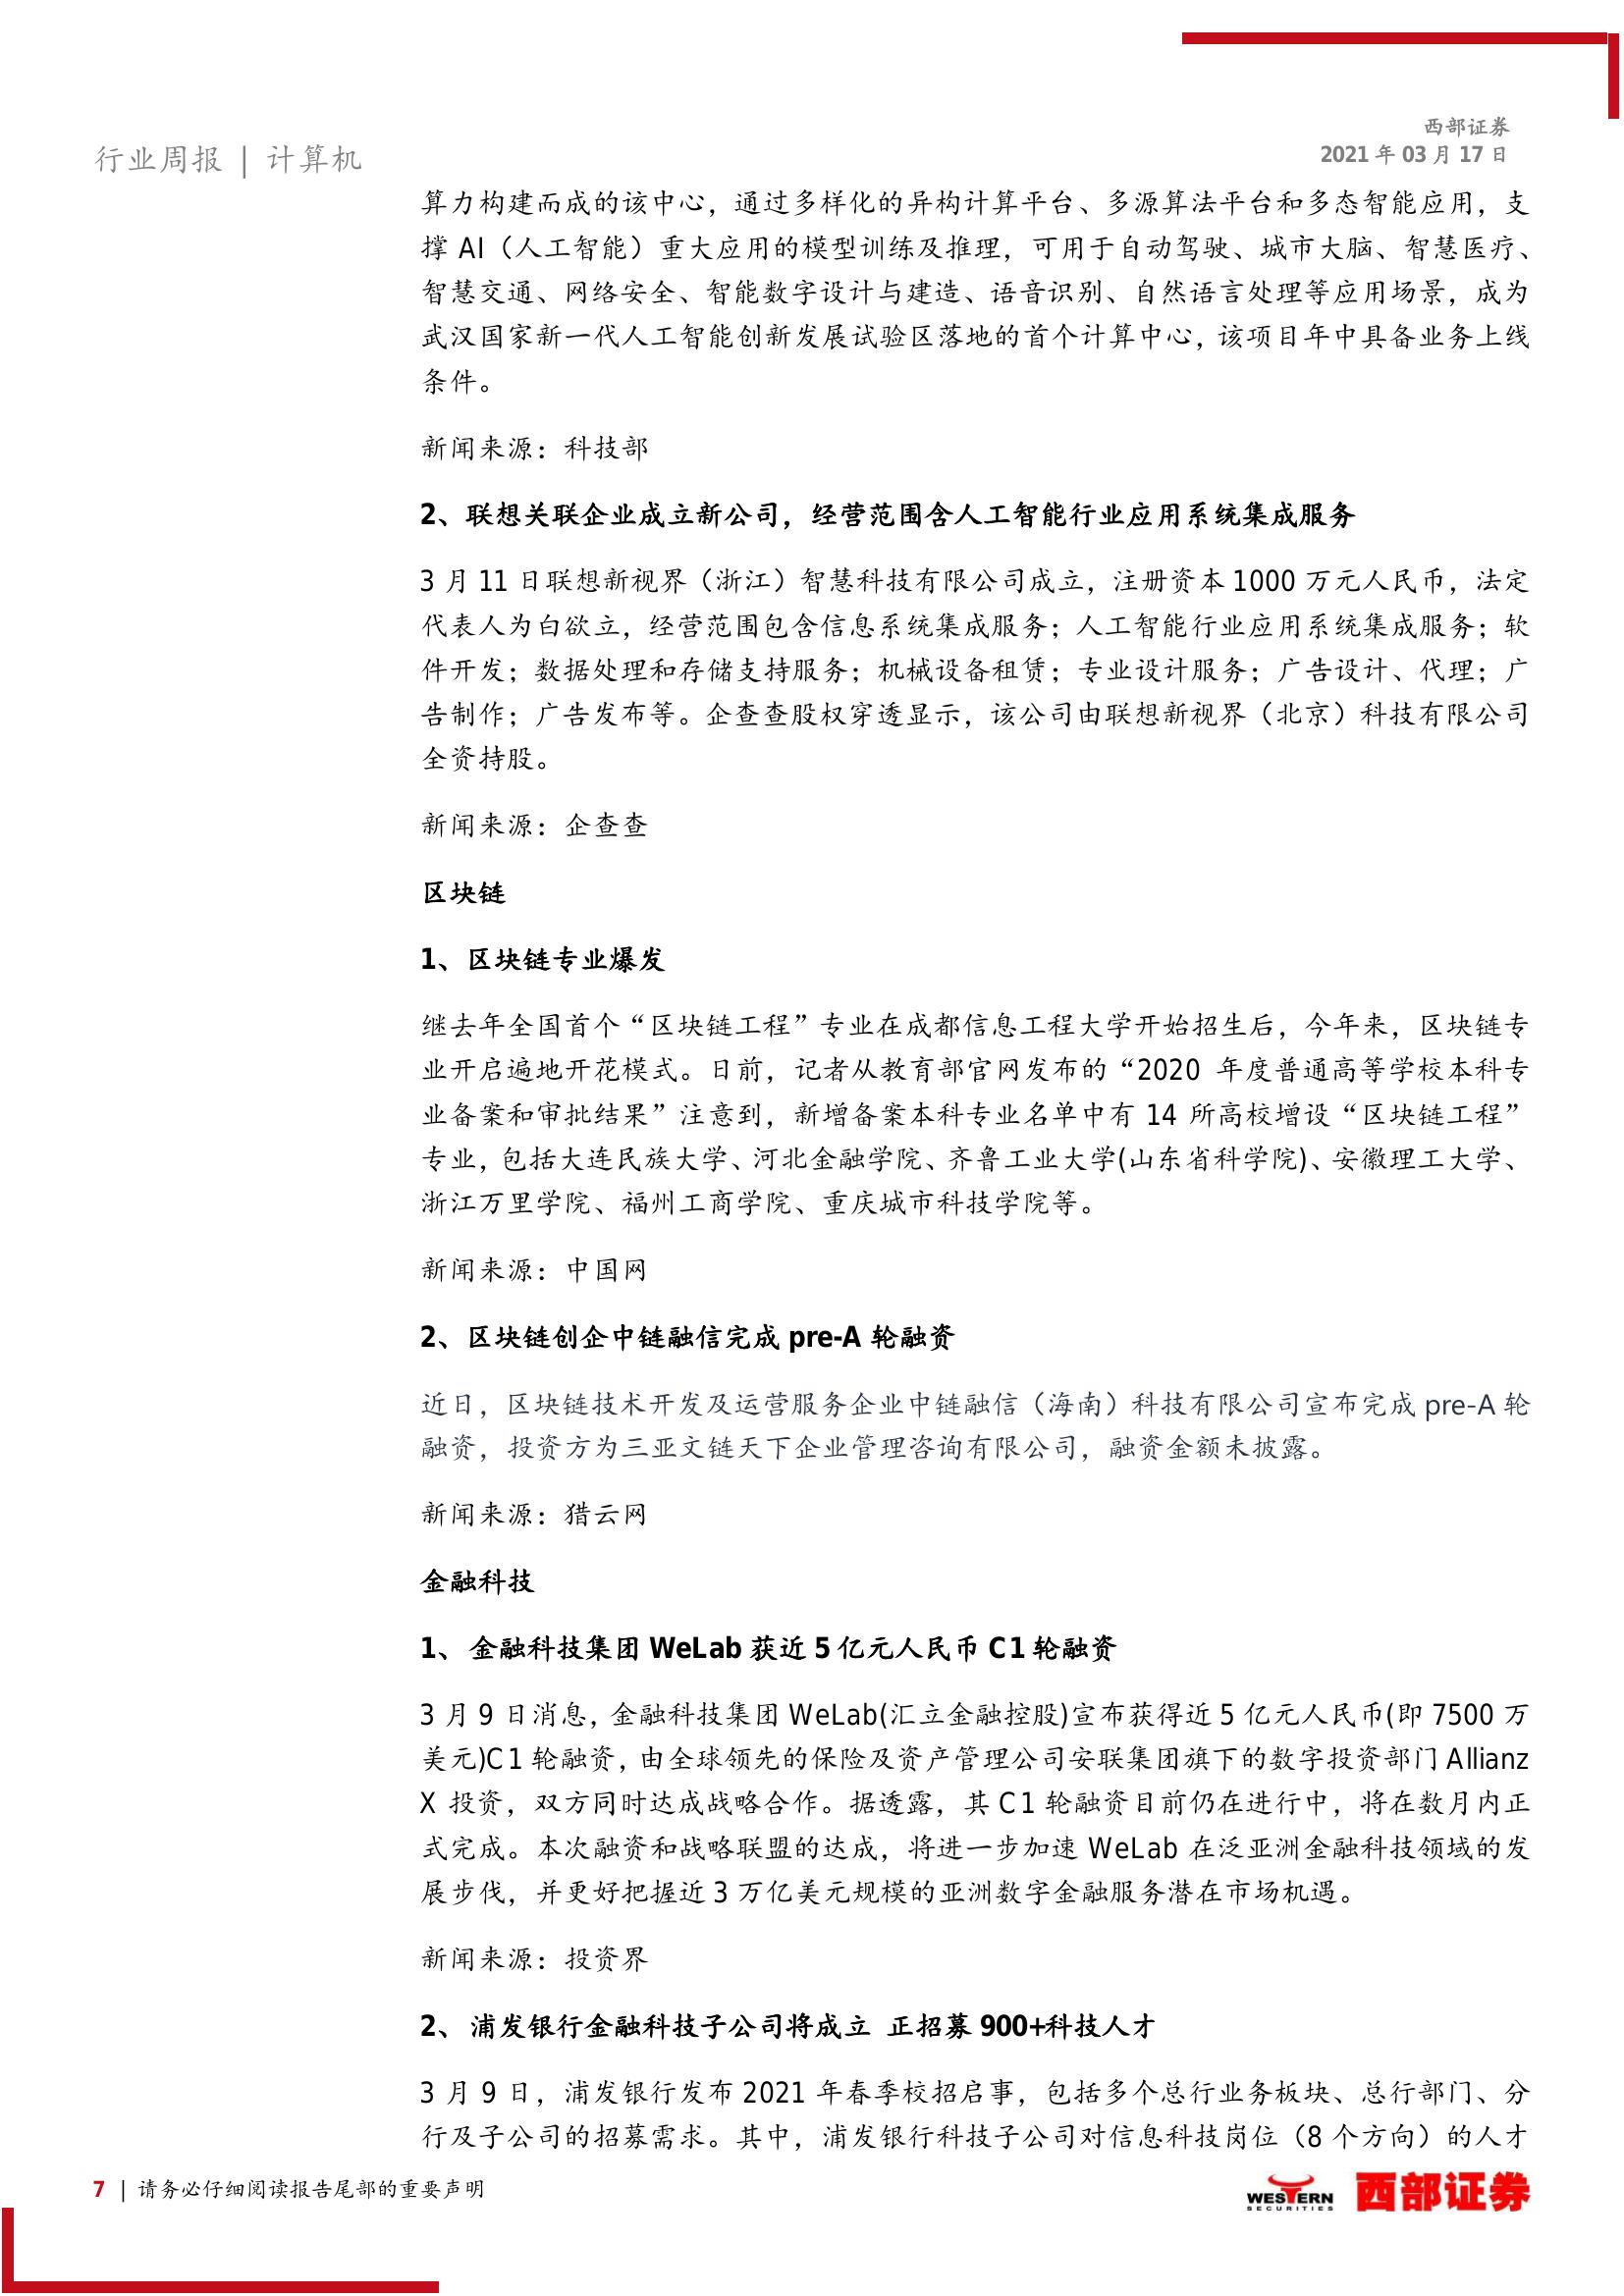 西部证券
2021 年 03 月 17 日
行业周报 | 计算机
算力构建而成的该中心，通过多样化的异构计算平台、多源算法平台和多态智能应用，支
撑 AI（人工智能）重大应用的模型训练及推理，可用于自动驾驶、城市大脑、智慧医疗、
智慧交通、网络安全、智能数字设计与建造、语音识别、自然语言处理等应用场景，成为
武汉国家新一代人工智能创新发展试验区落地的首个计算中心，该项目年中具备业务上线
条件。
新闻来源：科技部
2、联想关联企业成立新公司，经营范围含人工智能行业应用系统集成服务
3 月 11 日联想新视界（浙江）智慧科技有限公司成立，注册资本 1000 万元人民币，法定
代表人为白欲立，经营范围包含信息系统集成服务；人工智能行业应用系统集成服务；软
件开发；数据处理和存储支持服务；机械设备租赁；专业设计服务；广告设计、代理；广
告制作；广告发布等。企查查股权穿透显示，该公司由联想新视界（北京）科技有限公司
全资持股。
新闻来源：企查查
区块链
1、区块链专业爆发
继去年全国首个“区块链工程”专业在成都信息工程大学开始招生后，今年来，区块链专
业开启遍地开花模式。日前，记者从教育部官网发布的“2020 年度普通高等学校本科专
业备案和审批结果”注意到，新增备案本科专业名单中有 14 所高校增设“区块链工程”
专业，包括大连民族大学、河北金融学院、齐鲁工业大学(山东省科学院)、安徽理工大学、
浙江万里学院、福州工商学院、重庆城市科技学院等。
新闻来源：中国网
2、区块链创企中链融信完成 pre-A 轮融资
近日，区块链技术开发及运营服务企业中链融信（海南）科技有限公司宣布完成 pre-A 轮
融资，投资方为三亚文链天下企业管理咨询有限公司，融资金额未披露。
新闻来源：猎云网
金融科技
1、 金融科技集团 WeLab 获近 5 亿元人民币 C1 轮融资
3 月 9 日消息，金融科技集团 WeLab(汇立金融控股)宣布获得近 5 亿元人民币(即 7500 万
美元)C1 轮融资，由全球领先的保险及资产管理公司安联集团旗下的数字投资部门 Allianz
X 投资，双方同时达成战略合作。据透露，其 C1 轮融资目前仍在进行中，将在数月内正
式完成。本次融资和战略联盟的达成，将进一步加速 WeLab 在泛亚洲金融科技领域的发
展步伐，并更好把握近 3 万亿美元规模的亚洲数字金融服务潜在市场机遇。
新闻来源：投资界
2、 浦发银行金融科技子公司将成立 正招募 900+科技人才
3 月 9 日，浦发银行发布 2021 年春季校招启事，包括多个总行业务板块、总行部门、分
行及子公司的招募需求。其中，浦发银行科技子公司对信息科技岗位（8 个方向）的人才
7 | 请务必仔细阅读报告尾部的重要声明
WESTERN
SECURITIES
西部证券